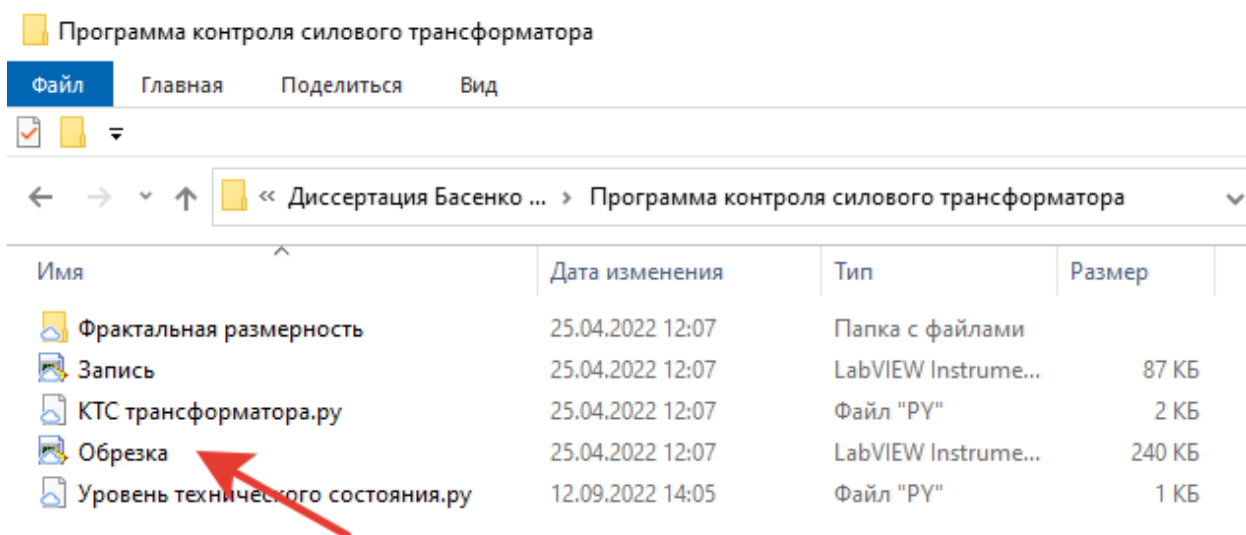 Программа контроля силового трансформатора
Файл Главная Поделиться Вид
« Диссертация Басенко ... › Программа контроля силового трансформатора
Имя Дата изменения Тип Размер
Фрактальная размерность 25.04.2022 12:07 Папка с файлами
Запись 25.04.2022 12:07 LabVIEW Instrume... 87 КБ
КТС трансформатора.py 25.04.2022 12:07 Файл "PY" 2 КБ
Обрезка 25.04.2022 12:07 LabVIEW Instrume... 240 КБ
Уровень технического состояния.py 12.09.2022 14:05 Файл "PY" 1 КБ